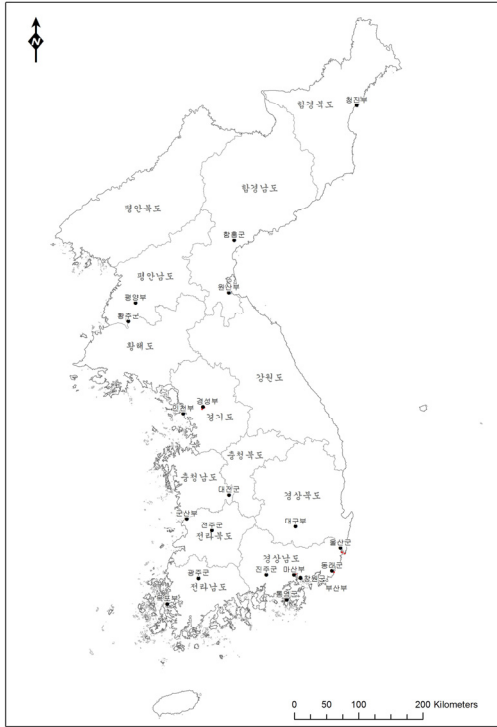 N
함경북도
청진부
함경남도
평안북도
함흥군
평안남도
원산부
평양부
황주군
황해도
강원도
경성부
인천부
경기도
충청북도
충청남도
대전군
경상북도
군산부
전주군
대구부
전라북도
울산군
경상남도
동래군
광주군
진주군
마산부
창원군
전라남도
부산부
통영군
목포부
0 50 100 200 Kilometers